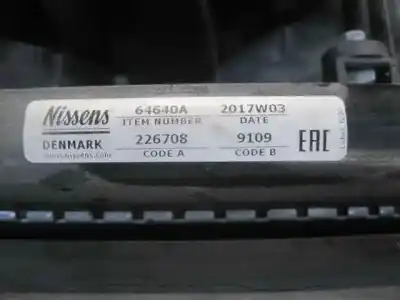 Nissens 64640A 2017W03
ITEM NUMBER DATE
DENMARK 226708 9109 EAC
CODE A CODE B